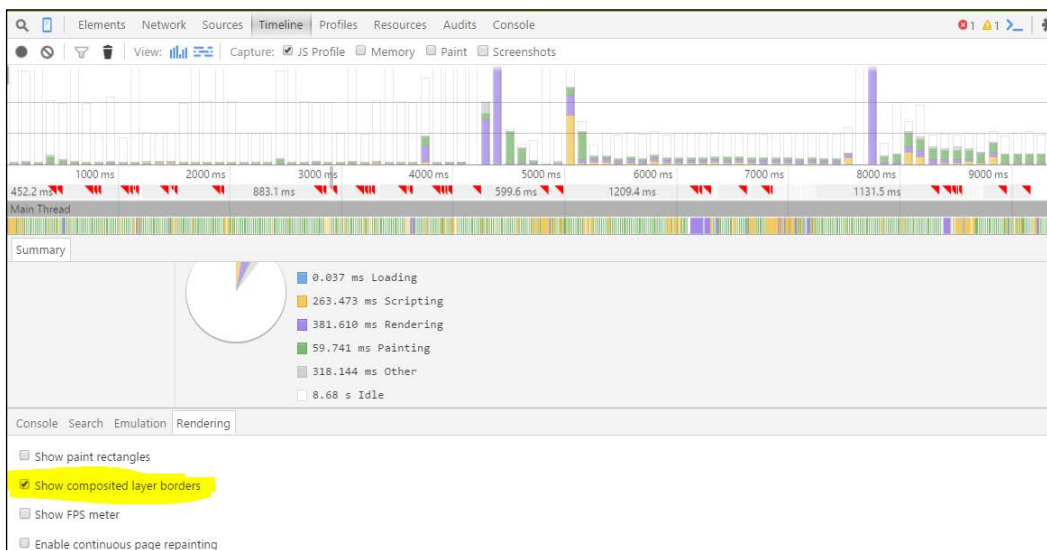 Elements Network Sources Timeline Profiles Resources Audits Console 1 1
View: Capture: JS Profile Memory Paint Screenshots
1000 ms 2000 ms 3000 ms 4000 ms 5000 ms 6000 ms 7000 ms 8000 ms 9000 ms
452.2 ms 883.1 ms 599.6 ms 1209.4 ms 1131.5 ms
Main Thread
Summary
0.037 ms Loading
263.473 ms Scripting
381.610 ms Rendering
59.741 ms Painting
318.144 ms Other
8.68 s Idle
Console Search Emulation Rendering
Show paint rectangles
Show composited layer borders
Show FPS meter
Enable continuous page repainting